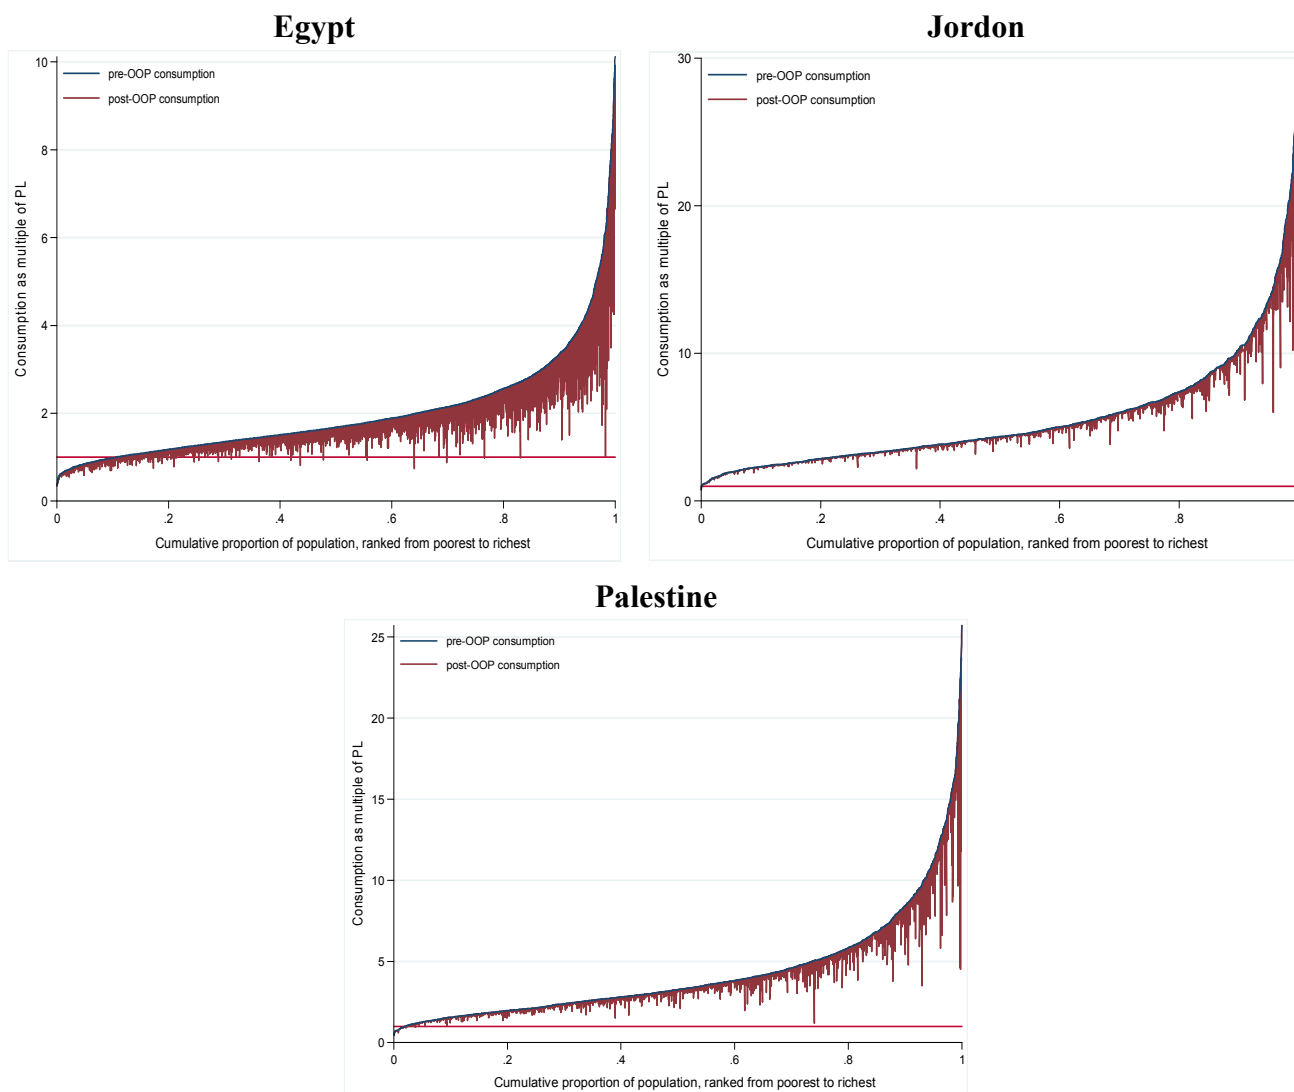 Egypt
Jordon
pre-OOP consumption
post-OOP consumption
Consumption as multiple of PL
10
8
6
4
2
0
0 .2 .4 .6 .8 1
Cumulative proportion of population, ranked from poorest to richest
pre-OOP consumption
post-OOP consumption
Consumption as multiple of PL
30
20
10
0
0 .2 .4 .6 .8
Cumulative proportion of population, ranked from poorest to richest
Palestine
pre-OOP consumption
post-OOP consumption
Consumption as multiple of PL
25
20
15
10
5
0
0 .2 .4 .6 .8 1
Cumulative proportion of population, ranked from poorest to richest